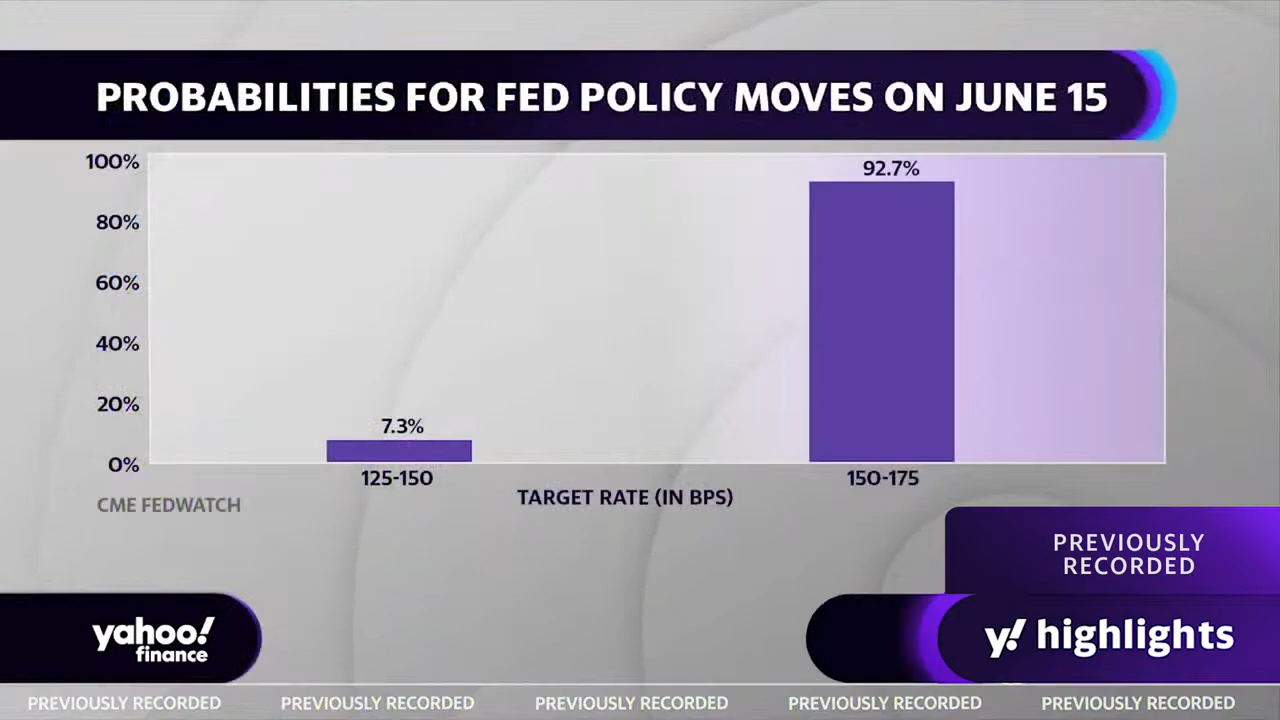 PROBABILITIES FOR FED POLICY MOVES ON JUNE 15
100%
80%
60%
40%
20%
0%
7.3%
92.7%
125-150
150-175
TARGET RATE (IN BPS)
CME FEDWATCH
PREVIOUSLY
RECORDED
yahoo!
finance
y! highlights
PREVIOUSLY RECORDED PREVIOUSLY RECORDED PREVIOUSLY RECORDED PREVIOUSLY RECORDED PREVIOUSLY RECORDED